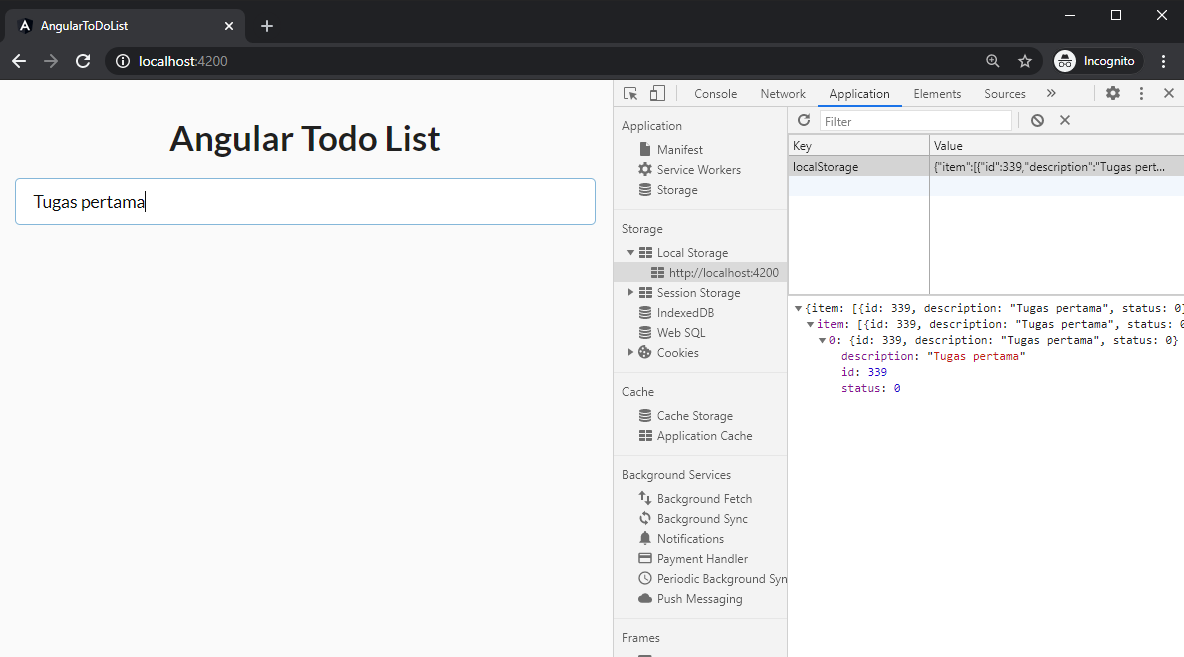 AngularToDoList
localhost:4200
Incognito
Angular Todo List
Tugas pertama
Console Network Application Elements Sources »
Application
Manifest
Service Workers
Storage
Storage
Local Storage
http://localhost:4200
Session Storage
IndexedDB
Web SQL
Cookies
Cache
Cache Storage
Application Cache
Background Services
Background Fetch
Background Sync
Notifications
Payment Handler
Periodic Background Syn
Push Messaging
Frames
Filter
Key Value
localStorage {"item":[{"id":339,"description":"Tugas pert...
{item: [{id: 339, description: "Tugas pertama", status: 0}
item: [{id: 339, description: "Tugas pertama", status: 0
0: {id: 339, description: "Tugas pertama", status: 0}
description: "Tugas pertama"
id: 339
status: 0